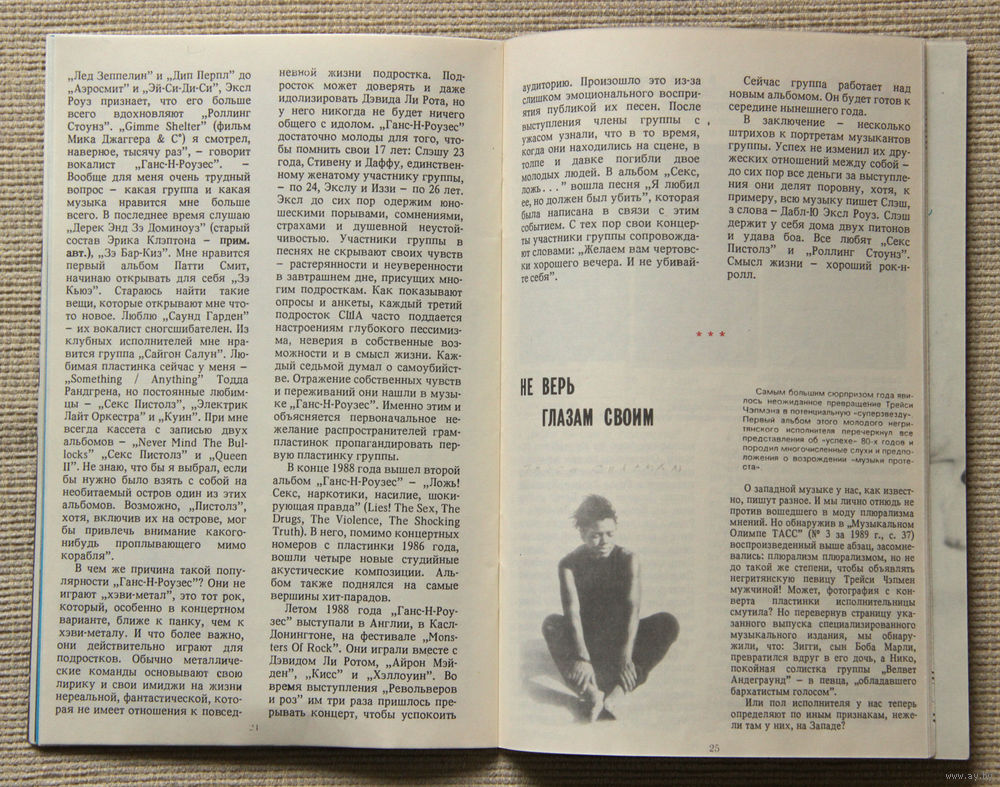 „Лед Зеппелин" и „Дип Перпл" до
„Аэросмит" и „Эй-Си-Ди-Си", Эксл
Роуз признает, что его больше
всего вдохновляют „Роллинг
Стоунз". „Gimme Shelter" (фильм
Мика Джаггера & С°) я смотрел,
наверное, тысячу раз", – говорит
вокалист „Ганс-Н-Роузес". –
Вообще для меня очень трудный
вопрос – какая группа и какая
музыка нравится мне больше
всего. В последнее время слушаю
„Дерек Энд Зэ Доминоуз" (старый
состав Эрика Клэптона – прим.
авт.), „Зэ Бар-Киз". Мне нравится
первый альбом Патти Смит,
начинаю открывать для себя „Зэ
Кьюэ". Стараюсь найти такие
вещи, которые открывают мне что-
то новое. Люблю „Саунд Гарден"
– их вокалист сногсшибателен. Из
клубных исполнителей мне нра-
вится группа „Сайгон Салун". Лю-
бимая пластинка сейчас у меня –
„Something / Anything" Тодда
Рандгрена, но постоянные любим-
цы – „Секс Пистолз", „Электрик
Лайт Оркестра" и „Куин". При мне
всегда кассета с записью двух
альбомов – „Never Mind The Bul-
locks" „Секс Пистолз" и „Queen
II". Не знаю, что бы я выбрал, если
бы нужно было взять с собой на
необитаемый остров один из этих
альбомов. Возможно, „Пистолз",
хотя, включив их на острове, мог
бы привлечь внимание какого-
нибудь проплывающего мимо
корабля".
В чем же причина такой попу-
лярности „Ганс-Н-Роузес"? Они не
играют „хэви-метал", это тот рок,
который, особенно в концертном
варианте, ближе к панку, чем к
хэви-металу. И что более важно,
они действительно играют для
подростков. Обычно металличе-
ские команды основывают свою
лирику и свои имиджи на жизни
нереальной, фантастической, кото-
рая не имеет отношения к повсед-
невной жизни подростка. Под-
росток может доверять и даже
идолизировать Дэвида Ли Рота, но
у него никогда не будет ничего
общего с идолом. „Ганс-Н-Роузес"
достаточно молоды для того, что-
бы помнить свои 17 лет: Слэшу 23
года, Стивену и Даффу, единствен-
ному женатому участнику группы,
– по 24, Экслу и Иззи – по 26 лет.
Эксл до сих пор одержим юно-
шескими порывами, сомнениями,
страхами и душевной неустой-
чивостью. Участники группы в
песнях не скрывают своих чувств
– растерянности и неуверенности
в завтрашнем дне, присущих мно-
гим подросткам. Как показывают
опросы и анкеты, каждый третий
подросток США часто поддается
настроениям глубокого пессимиз-
ма, неверия в собственные воз-
можности и в смысл жизни. Каж-
дый седьмой думал о самоубийст-
ве. Отражение собственных чувств
и переживаний они нашли в музы-
ке „Ганс-Н-Роузес". Именно этим и
объясняется первоначальное не-
желание распространителей грам-
пластинок пропагандировать пер-
вую пластинку группы.
В конце 1988 года вышел второй
альбом „Ганс-Н-Роузес" – „Ложь!
Секс, наркотики, насилие, шоки-
рующая правда" (Lies! The Sex, The
Drugs, The Violence, The Shocking
Truth). В него, помимо концертных
номеров с пластинки 1986 года,
вошли четыре новые студийные
акустические композиции. Аль-
бом также поднялся на самые
вершины хит-парадов.
Летом 1988 года „Ганс-Н-Роу-
зес" выступали в Англии, в Касл-
Донингтоне, на фестивале „Mons-
ters Of Rock". Они играли вместе с
Дэвидом Ли Ротом, „Айрон Мэй-
ден", „Кисс" и „Хэллоуин". Во
время выступления „Револьверов
и роз" им три раза пришлось пре-
рывать концерт, чтобы успокоить
аудиторию. Произошло это из-за
слишком эмоционального воспри-
ятия публикой их песен. После
выступления члены группы с
ужасом узнали, что в то время,
когда они находились на сцене, в
толпе и давке погибли двое
молодых людей. В альбом „Секс,
ложь. . ." вошла песня „Я любил
ее, но должен был убить", которая
была написана в связи с этим
событием. С тех пор свои концер-
ты участники группы сопровожда-
ют словами: „Желаем вам чертовс-
ки хорошего вечера. И не убивай-
те себя".
Сейчас группа работает над
новым альбомом. Он будет готов к
середине нынешнего года.
В заключение – несколько
штрихов к портретам музыкантов
группы. Успех не изменил их дру-
жеских отношений между собой –
до сих пор все деньги за выступле-
ния они делят поровну, хотя, к
примеру, всю музыку пишет Слэш,
а слова – Дабл-Ю Эксл Роуз. Слэш
держит у себя дома двух питонов
и удава боа. Все любят „Секс
Пистолз" и „Роллинг Стоунз".
Смысл жизни – хороший рок-н-
ролл.
* * *
НЕ ВЕРЬ
ГЛАЗАМ СВОИМ
Самым большим сюрпризом года яви-
лось неожиданное превращение Трейси
Чэпмэна в потенциальную «суперзвезду».
Первый альбом этого молодого негри-
тянского исполнителя перечеркнул все
представления об «успехе» 80-х годов и
породил многочисленные слухи и предпо-
ложения о возрождении «музыки проте-
ста».
О западной музыке у нас, как извест-
но, пишут разное. И мы лично отнюдь не
против вошедшего в моду плюрализма
мнений. Но обнаружив в „Музыкальном
Олимпе ТАСС" (№ 3 за 1989 г., с. 37)
воспроизведенный выше абзац, засомне-
вались: плюрализм плюрализмом, но не
до такой же степени, чтобы объявлять
негритянскую певицу Трейси Чэпмен
мужчиной! Может, фотография с кон-
верта пластинки исполнительницы
смутила? Но перевернув страницу ука-
занного выпуска специализированного
музыкального издания, мы обнару-
жили, что: Зигги, сын Боба Марли,
превратился вдруг в его дочь, а Нико,
покойная солистка группы „Велвет
Андеграунд" – в певца, „обладавшего
бархатистым голосом".
Или пол исполнителя у нас теперь
определяют по иным признакам, неже-
ли там у них, на Западе?
25
www.ay.by